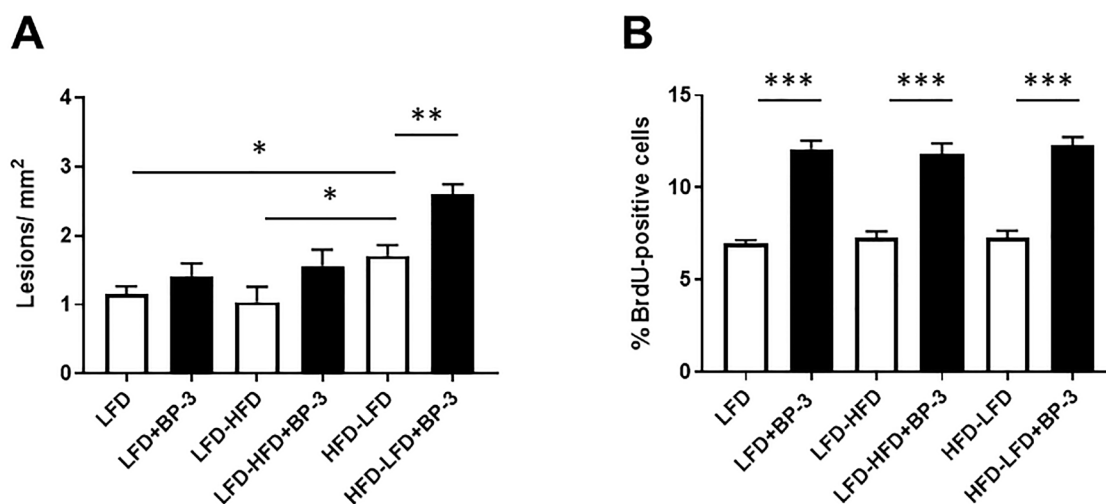 A
Lesions/ mm²
4
3
2
1
0
*
*
**
LFD
LFD+BP-3
LFD-HFD
LFD-HFD+BP-3
HFD-LFD
HFD-LFD+BP-3
B
% BrdU-positive cells
15
10
5
0
***
***
***
LFD
LFD+BP-3
LFD-HFD
LFD-HFD+BP-3
HFD-LFD
HFD-LFD+BP-3